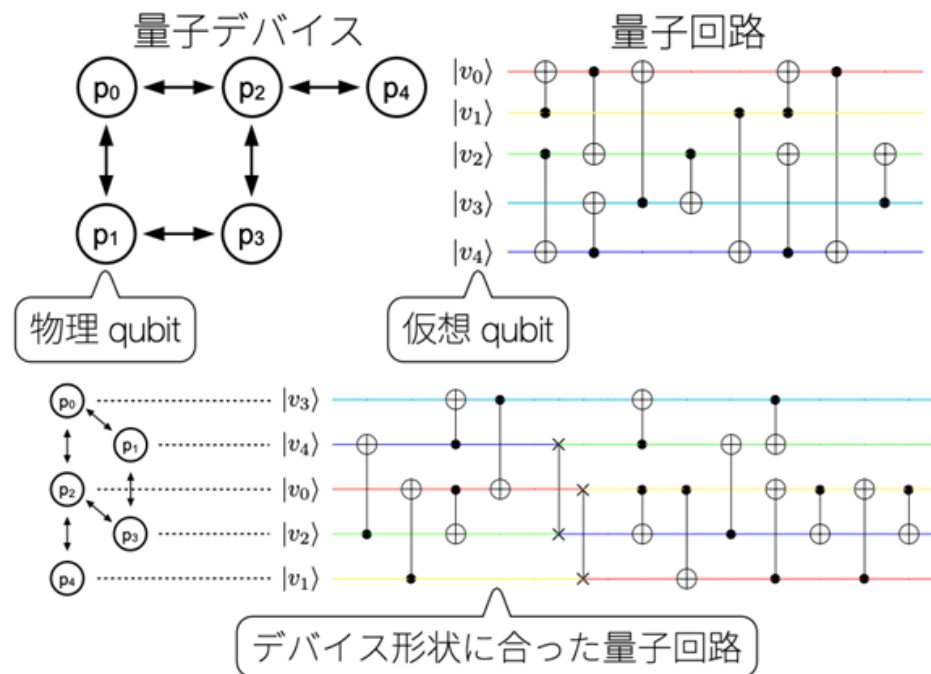 量子デバイス
量子回路
p₀
p₂
p₄
p₁
p₃
|v₀⟩
|v₁⟩
|v₂⟩
|v₃⟩
|v₄⟩
物理 qubit
仮想 qubit
p₀
|v₃⟩
p₁
|v₄⟩
p₂
|v₀⟩
p₃
|v₂⟩
p₄
|v₁⟩
デバイス形状に合った量子回路